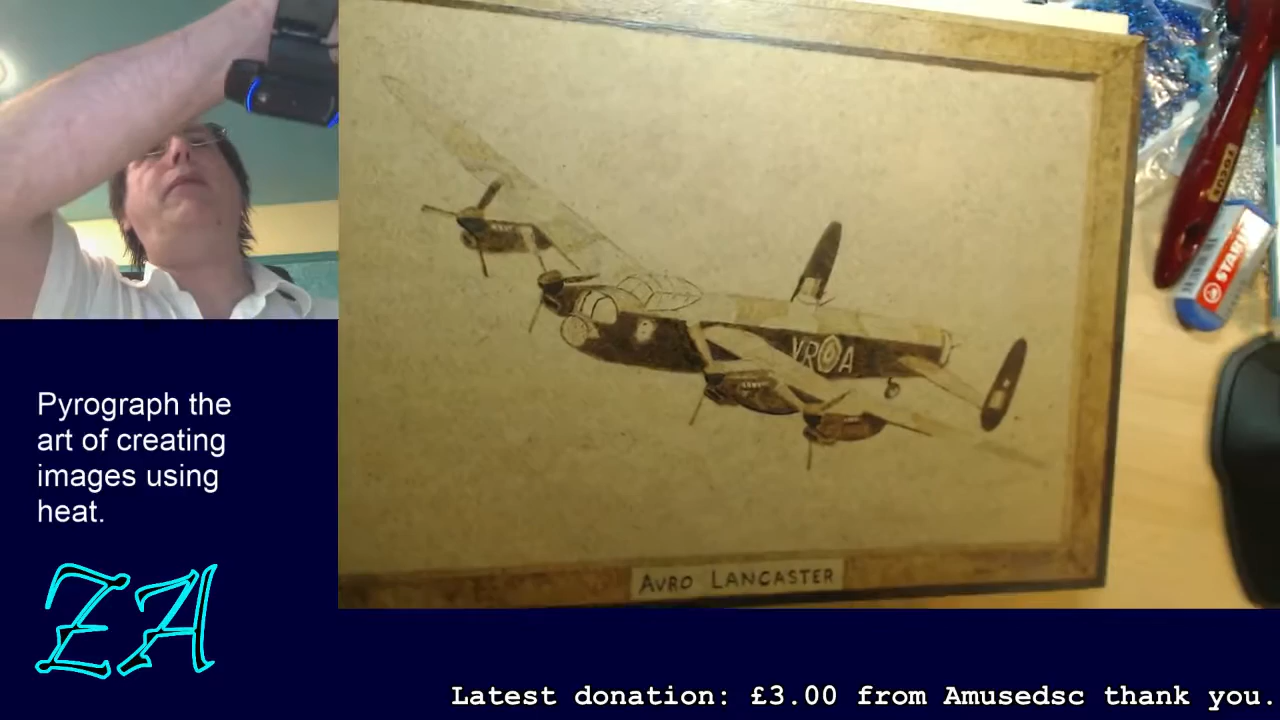 Pyrograph the
art of creating
images using
heat.
ZA
VR A
AVRO LANCASTER
FOCUS
STABILO
Latest donation: £3.00 from Amusedsc thank you.